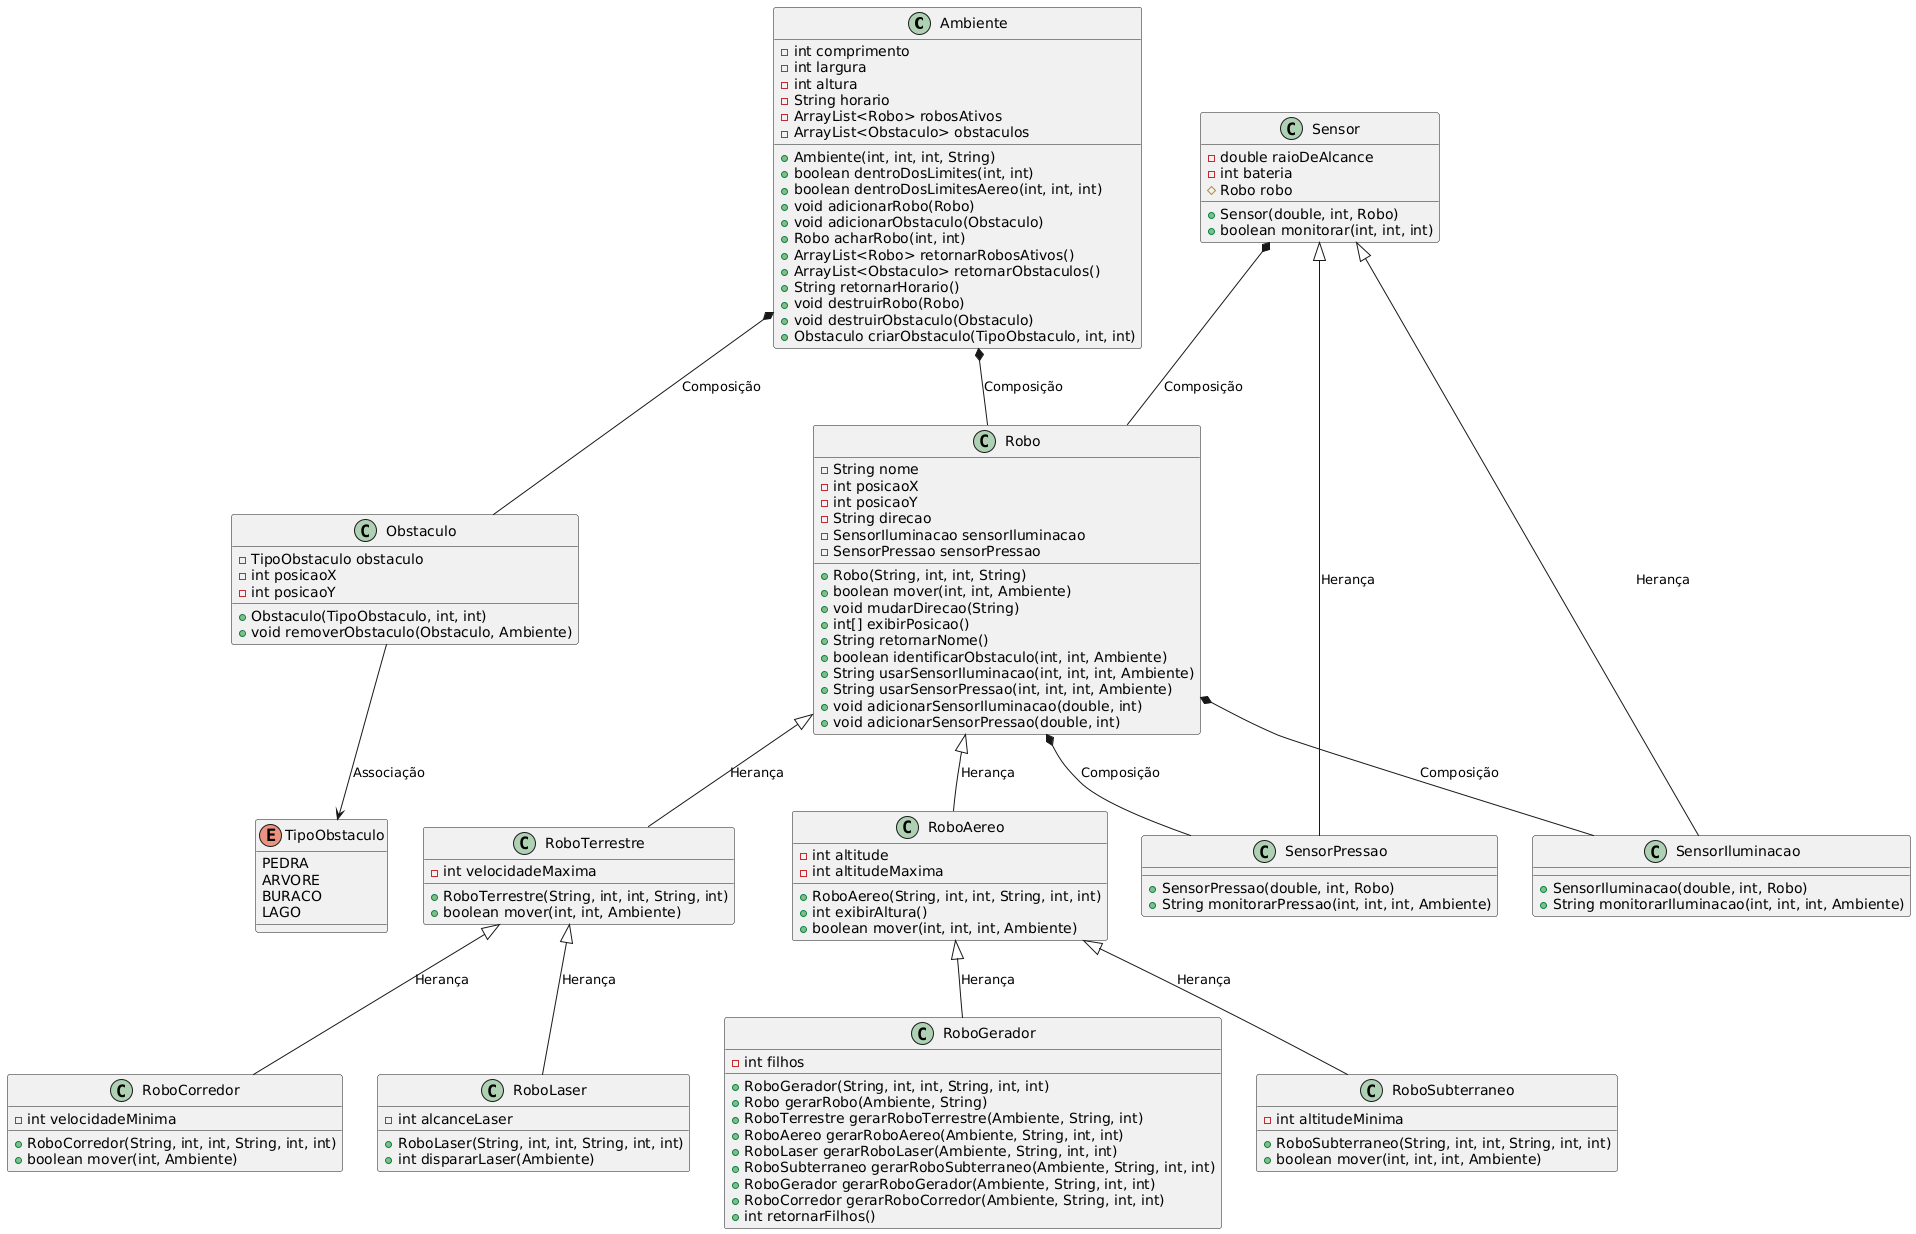 Ambiente
int comprimento
int largura
int altura
String horario
ArrayList<Robo> robosAtivos
ArrayList<Obstaculo> obstaculos
Ambiente(int, int, int, String)
boolean dentroDosLimites(int, int)
boolean dentroDosLimitesAereo(int, int, int)
void adicionarRobo(Robo)
void adicionarObstaculo(Obstaculo)
Robo acharRobo(int, int)
ArrayList<Robo> retornarRobosAtivos()
ArrayList<Obstaculo> retornarObstaculos()
String retornarHorario()
void destruirRobo(Robo)
void destruirObstaculo(Obstaculo)
Obstaculo criarObstaculo(TipoObstaculo, int, int)
Sensor
double raioDeAlcance
int bateria
Robo robo
Sensor(double, int, Robo)
boolean monitorar(int, int, int)
Composição
Composição
Composição
Robo
String nome
int posicaoX
int posicaoY
String direcao
SensorIluminacao sensorIluminacao
SensorPressao sensorPressao
Robo(String, int, int, String)
boolean mover(int, int, Ambiente)
void mudarDirecao(String)
int[] exibirPosicao()
String retornarNome()
boolean identificarObstaculo(int, int, Ambiente)
String usarSensorIluminacao(int, int, int, Ambiente)
String usarSensorPressao(int, int, int, Ambiente)
void adicionarSensorIluminacao(double, int)
void adicionarSensorPressao(double, int)
Obstaculo
TipoObstaculo obstaculo
int posicaoX
int posicaoY
Obstaculo(TipoObstaculo, int, int)
void removerObstaculo(Obstaculo, Ambiente)
Herança
Herança
Associação
Herança
Herança
Composição
Composição
TipoObstaculo
PEDRA
ARVORE
BURACO
LAGO
RoboTerrestre
int velocidadeMaxima
RoboTerrestre(String, int, int, String, int)
boolean mover(int, int, Ambiente)
RoboAereo
int altitude
int altitudeMaxima
RoboAereo(String, int, int, String, int, int)
int exibirAltura()
boolean mover(int, int, int, Ambiente)
SensorPressao
SensorPressao(double, int, Robo)
String monitorarPressao(int, int, int, Ambiente)
SensorIluminacao
SensorIluminacao(double, int, Robo)
String monitorarIluminacao(int, int, int, Ambiente)
Herança
Herança
Herança
Herança
RoboCorredor
int velocidadeMinima
RoboCorredor(String, int, int, String, int, int)
boolean mover(int, Ambiente)
RoboLaser
int alcanceLaser
RoboLaser(String, int, int, String, int, int)
int dispararLaser(Ambiente)
RoboGerador
int filhos
RoboGerador(String, int, int, String, int, int)
Robo gerarRobo(Ambiente, String)
RoboTerrestre gerarRoboTerrestre(Ambiente, String, int)
RoboAereo gerarRoboAereo(Ambiente, String, int, int)
RoboLaser gerarRoboLaser(Ambiente, String, int, int)
RoboSubterraneo gerarRoboSubterraneo(Ambiente, String, int, int)
RoboGerador gerarRoboGerador(Ambiente, String, int, int)
RoboCorredor gerarRoboCorredor(Ambiente, String, int, int)
int retornarFilhos()
RoboSubterraneo
int altitudeMinima
RoboSubterraneo(String, int, int, String, int, int)
boolean mover(int, int, int, Ambiente)